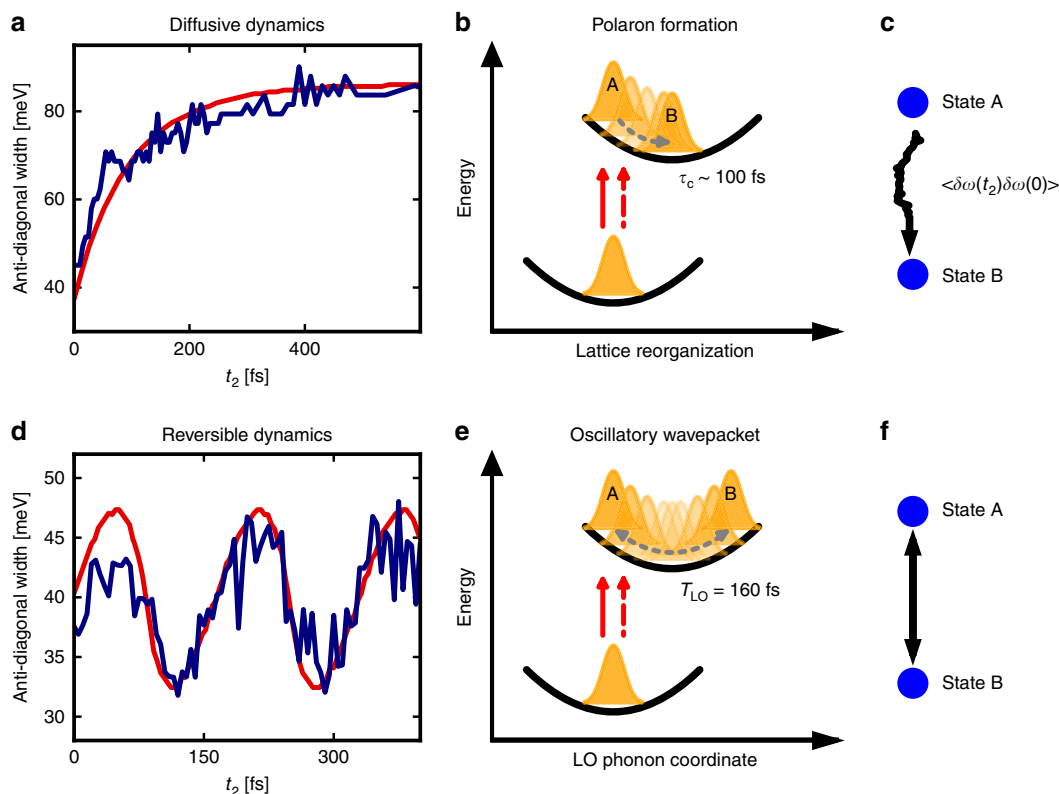 a
Diffusive dynamics
Anti-diagonal width [meV]
80
60
40
0
200
400
t2 [fs]
b
Polaron formation
Energy
A
B
τc ~ 100 fs
Lattice reorganization
c
State A
<δω(t2)δω(0)>
State B
d
Reversible dynamics
Anti-diagonal width [meV]
50
45
40
35
30
0
150
300
t2 [fs]
e
Oscillatory wavepacket
Energy
A
B
TLO = 160 fs
LO phonon coordinate
f
State A
State B